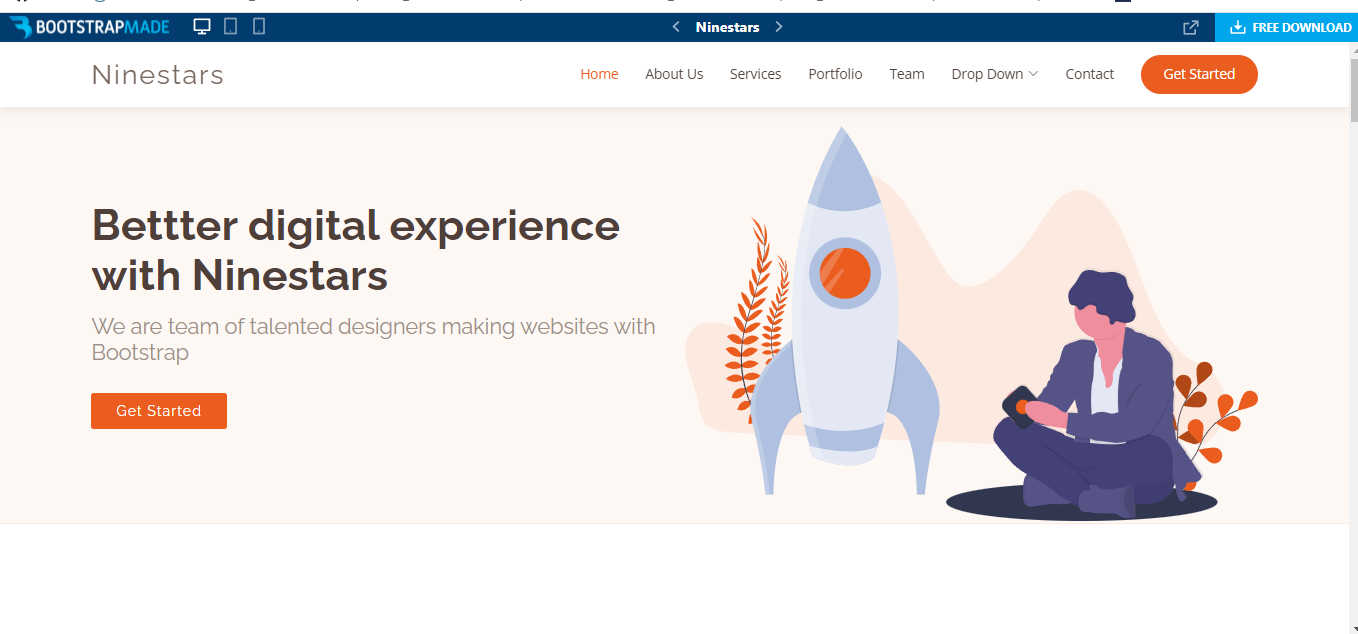 BOOTSTRAPMADE
Ninestars
FREE DOWNLOAD
Ninestars
Home About Us Services Portfolio Team Drop Down Contact Get Started
Bettter digital experience
with Ninestars
We are team of talented designers making websites with
Bootstrap
Get Started